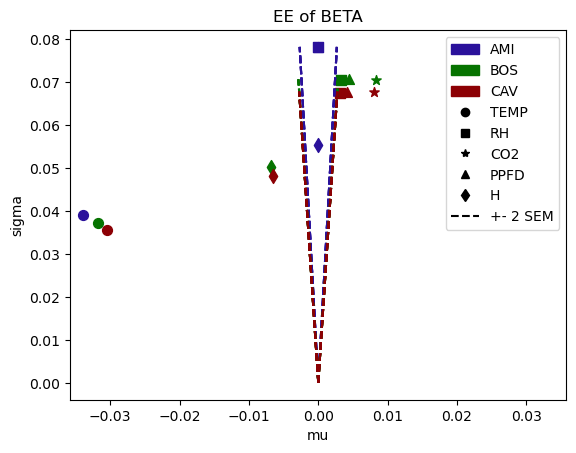 EE of BETA
sigma
0.08
0.07
0.06
0.05
0.04
0.03
0.02
0.01
0.00
−0.03
−0.02
−0.01
0.00
0.01
0.02
0.03
mu
AMI
BOS
CAV
TEMP
RH
CO2
PPFD
H
+- 2 SEM